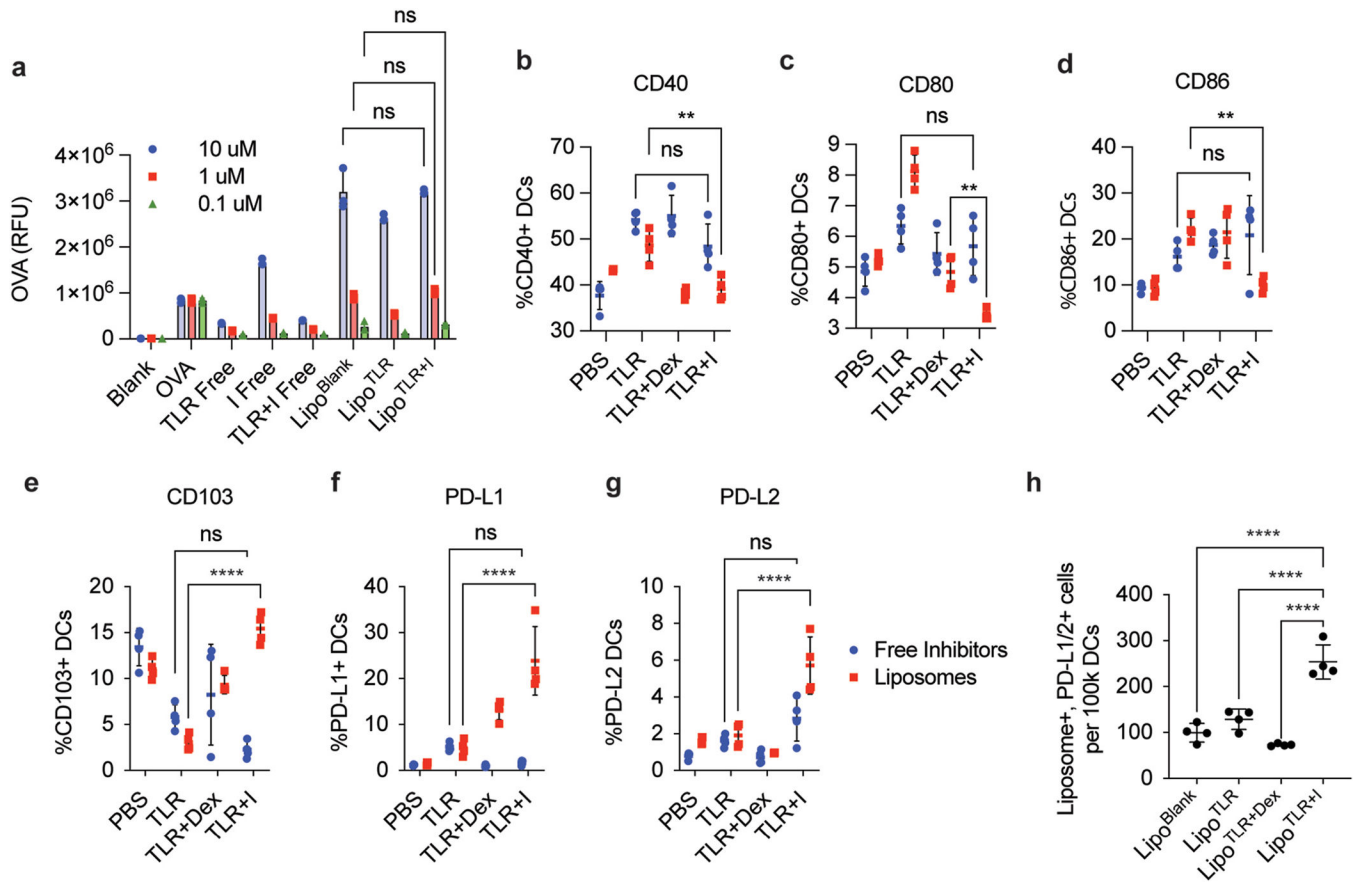 a
ns
ns
ns
OVA (RFU)
4×10⁶
3×10⁶
2×10⁶
1×10⁶
0
10 uM
1 uM
0.1 uM
Blank
OVA
TLR Free
I Free
TLR+I Free
Lipo^Blank
Lipo^TLR
Lipo^TLR+I
b
CD40
**
ns
%CD40+ DCs
70
60
50
40
30
PBS
TLR
TLR+Dex
TLR+I
c
CD80
ns
**
%CD80+ DCs
9
8
7
6
5
4
3
PBS
TLR
TLR+Dex
TLR+I
d
CD86
**
ns
%CD86+ DCs
40
30
20
10
0
PBS
TLR
TLR+Dex
TLR+I
e
CD103
ns
****
%CD103+ DCs
20
15
10
5
0
PBS
TLR
TLR+Dex
TLR+I
f
PD-L1
ns
****
%PD-L1+ DCs
40
30
20
10
0
PBS
TLR
TLR+Dex
TLR+I
g
PD-L2
ns
****
%PD-L2 DCs
10
8
6
4
2
0
PBS
TLR
TLR+Dex
TLR+I
Free Inhibitors
Liposomes
h
****
****
****
Liposome+, PD-L1/2+ cells
per 100k DCs
400
300
200
100
0
Lipo^Blank
Lipo^TLR
Lipo^TLR+Dex
Lipo^TLR+I